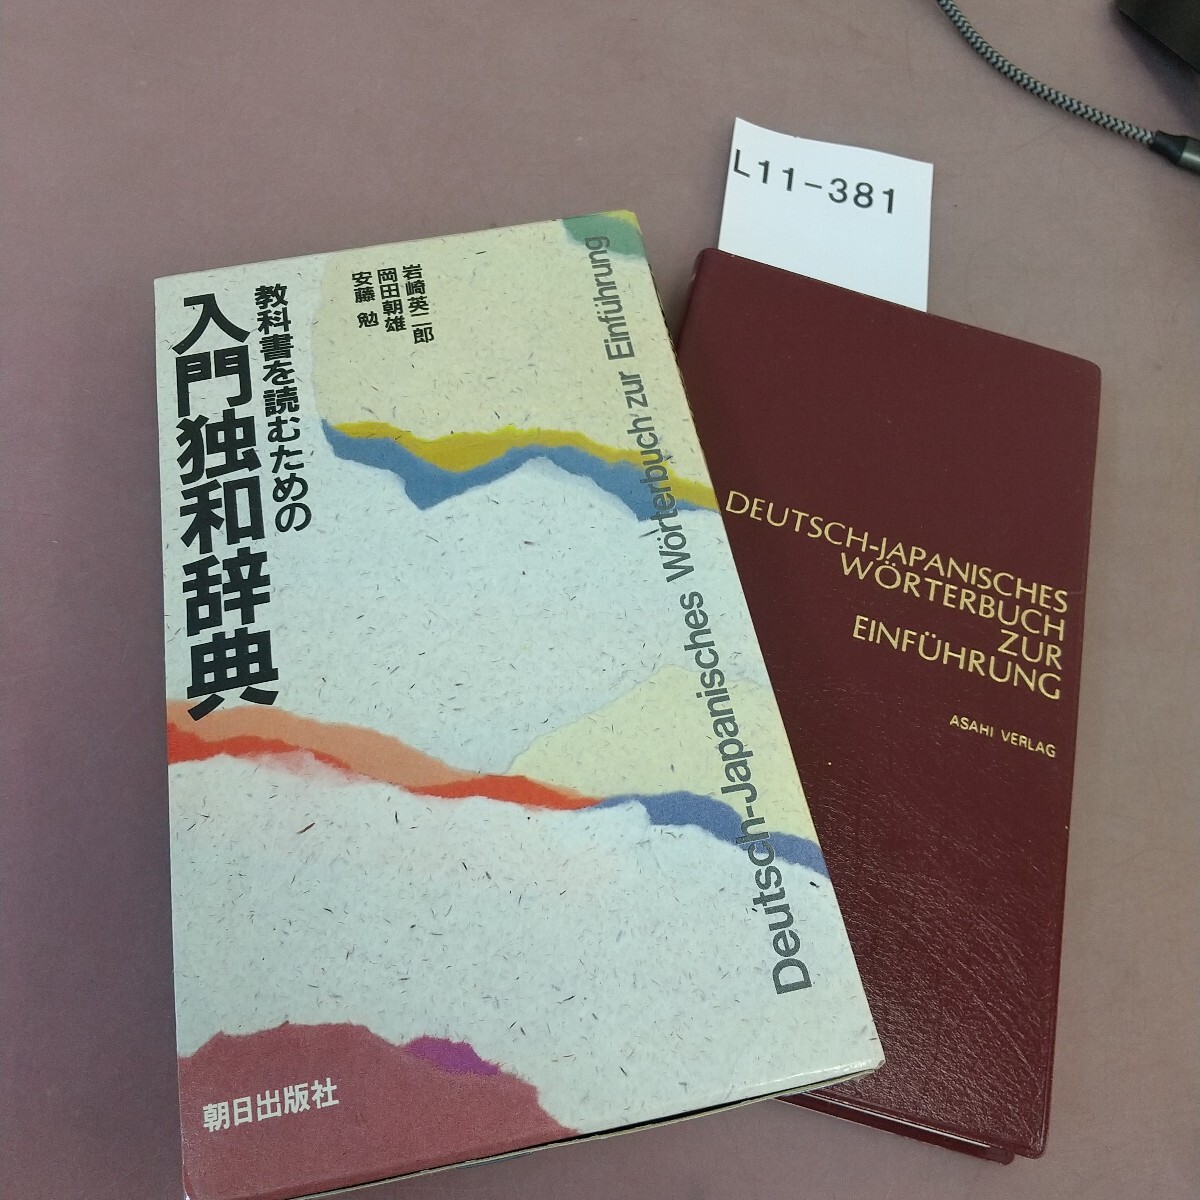 L11-381
岩崎英二郎
岡田朝雄
安藤 勉
教科書を読むための
入門独和辞典
Deutsch-Japanisches Wörterbuch zur Einführung
朝日出版社
DEUTSCH-JAPANISCHES
WÖRTERBUCH
ZUR
EINFÜHRUNG
ASAHI VERLAG